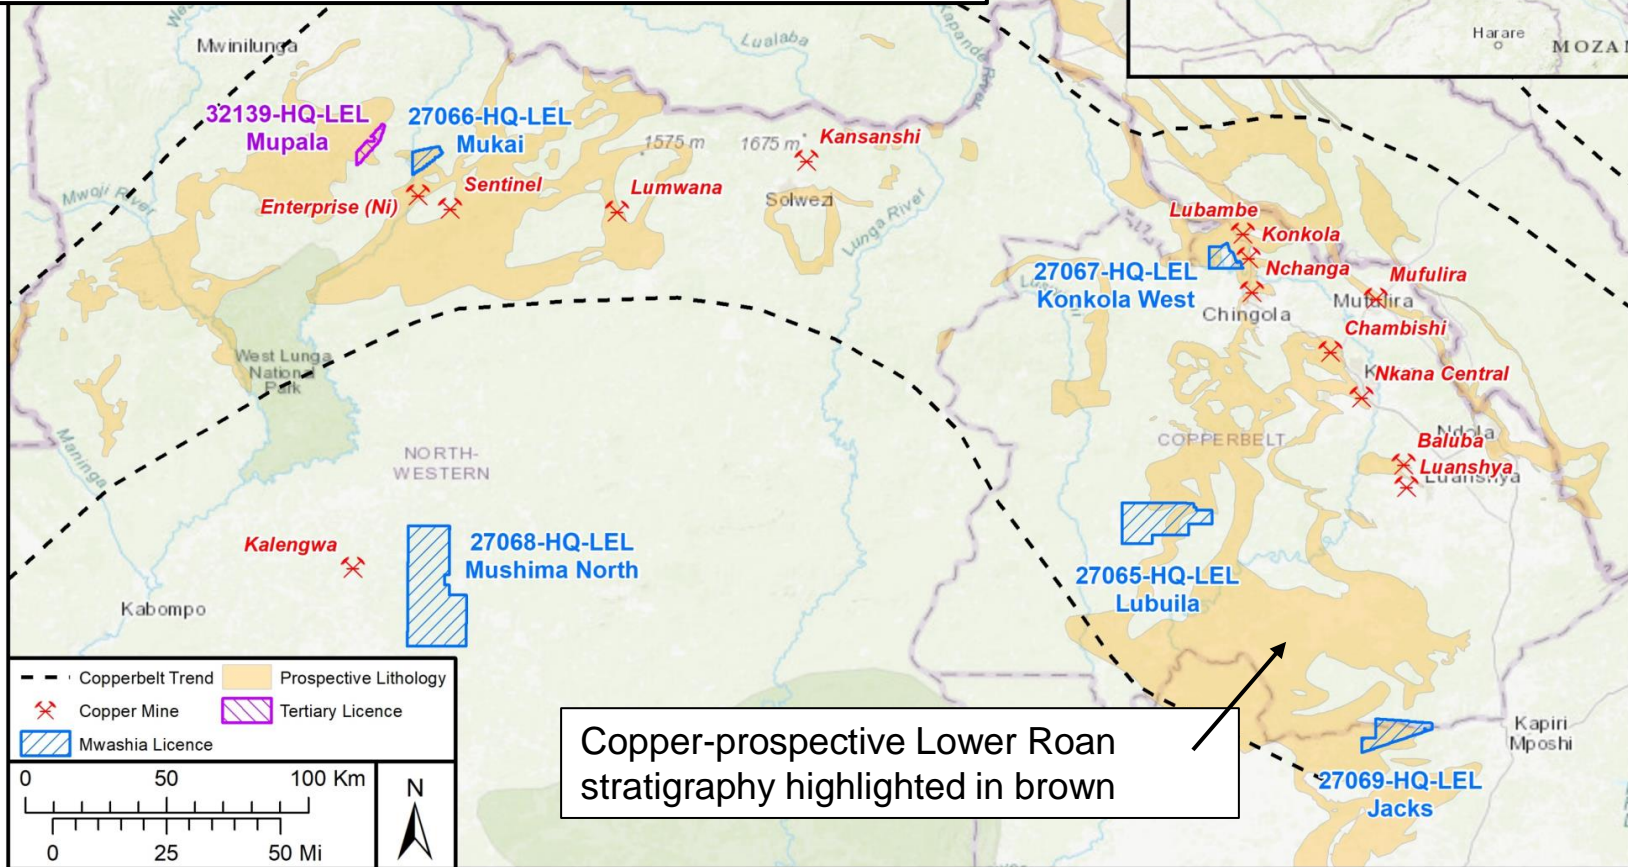 Harare
MOZAM
Mwinilunga
Lualaba
Kapande River
32139-HQ-LEL
Mupala
27066-HQ-LEL
Mukai
1575 m
1675 m
Kansanshi
Mwoji River
Enterprise (Ni)
Sentinel
Lumwana
Solwezi
Lunga River
Lubambe
Konkola
27067-HQ-LEL
Konkola West
Nchanga
Mufulira
Mufulira
Chingola
Chambishi
West Lunga
National
Park
Nkana Central
NORTH-
WESTERN
COPPERBELT
Ndola
Baluba
Luanshya
Luanshya
Maninga
Kalengwa
27068-HQ-LEL
Mushima North
27065-HQ-LEL
Lubuila
Kabompo
Copperbelt Trend
Prospective Lithology
Copper Mine
Tertiary Licence
Mwashia Licence
Copper-prospective Lower Roan
stratigraphy highlighted in brown
Kapiri
Mposhi
27069-HQ-LEL
Jacks
0 50 100 Km
0 25 50 Mi
N